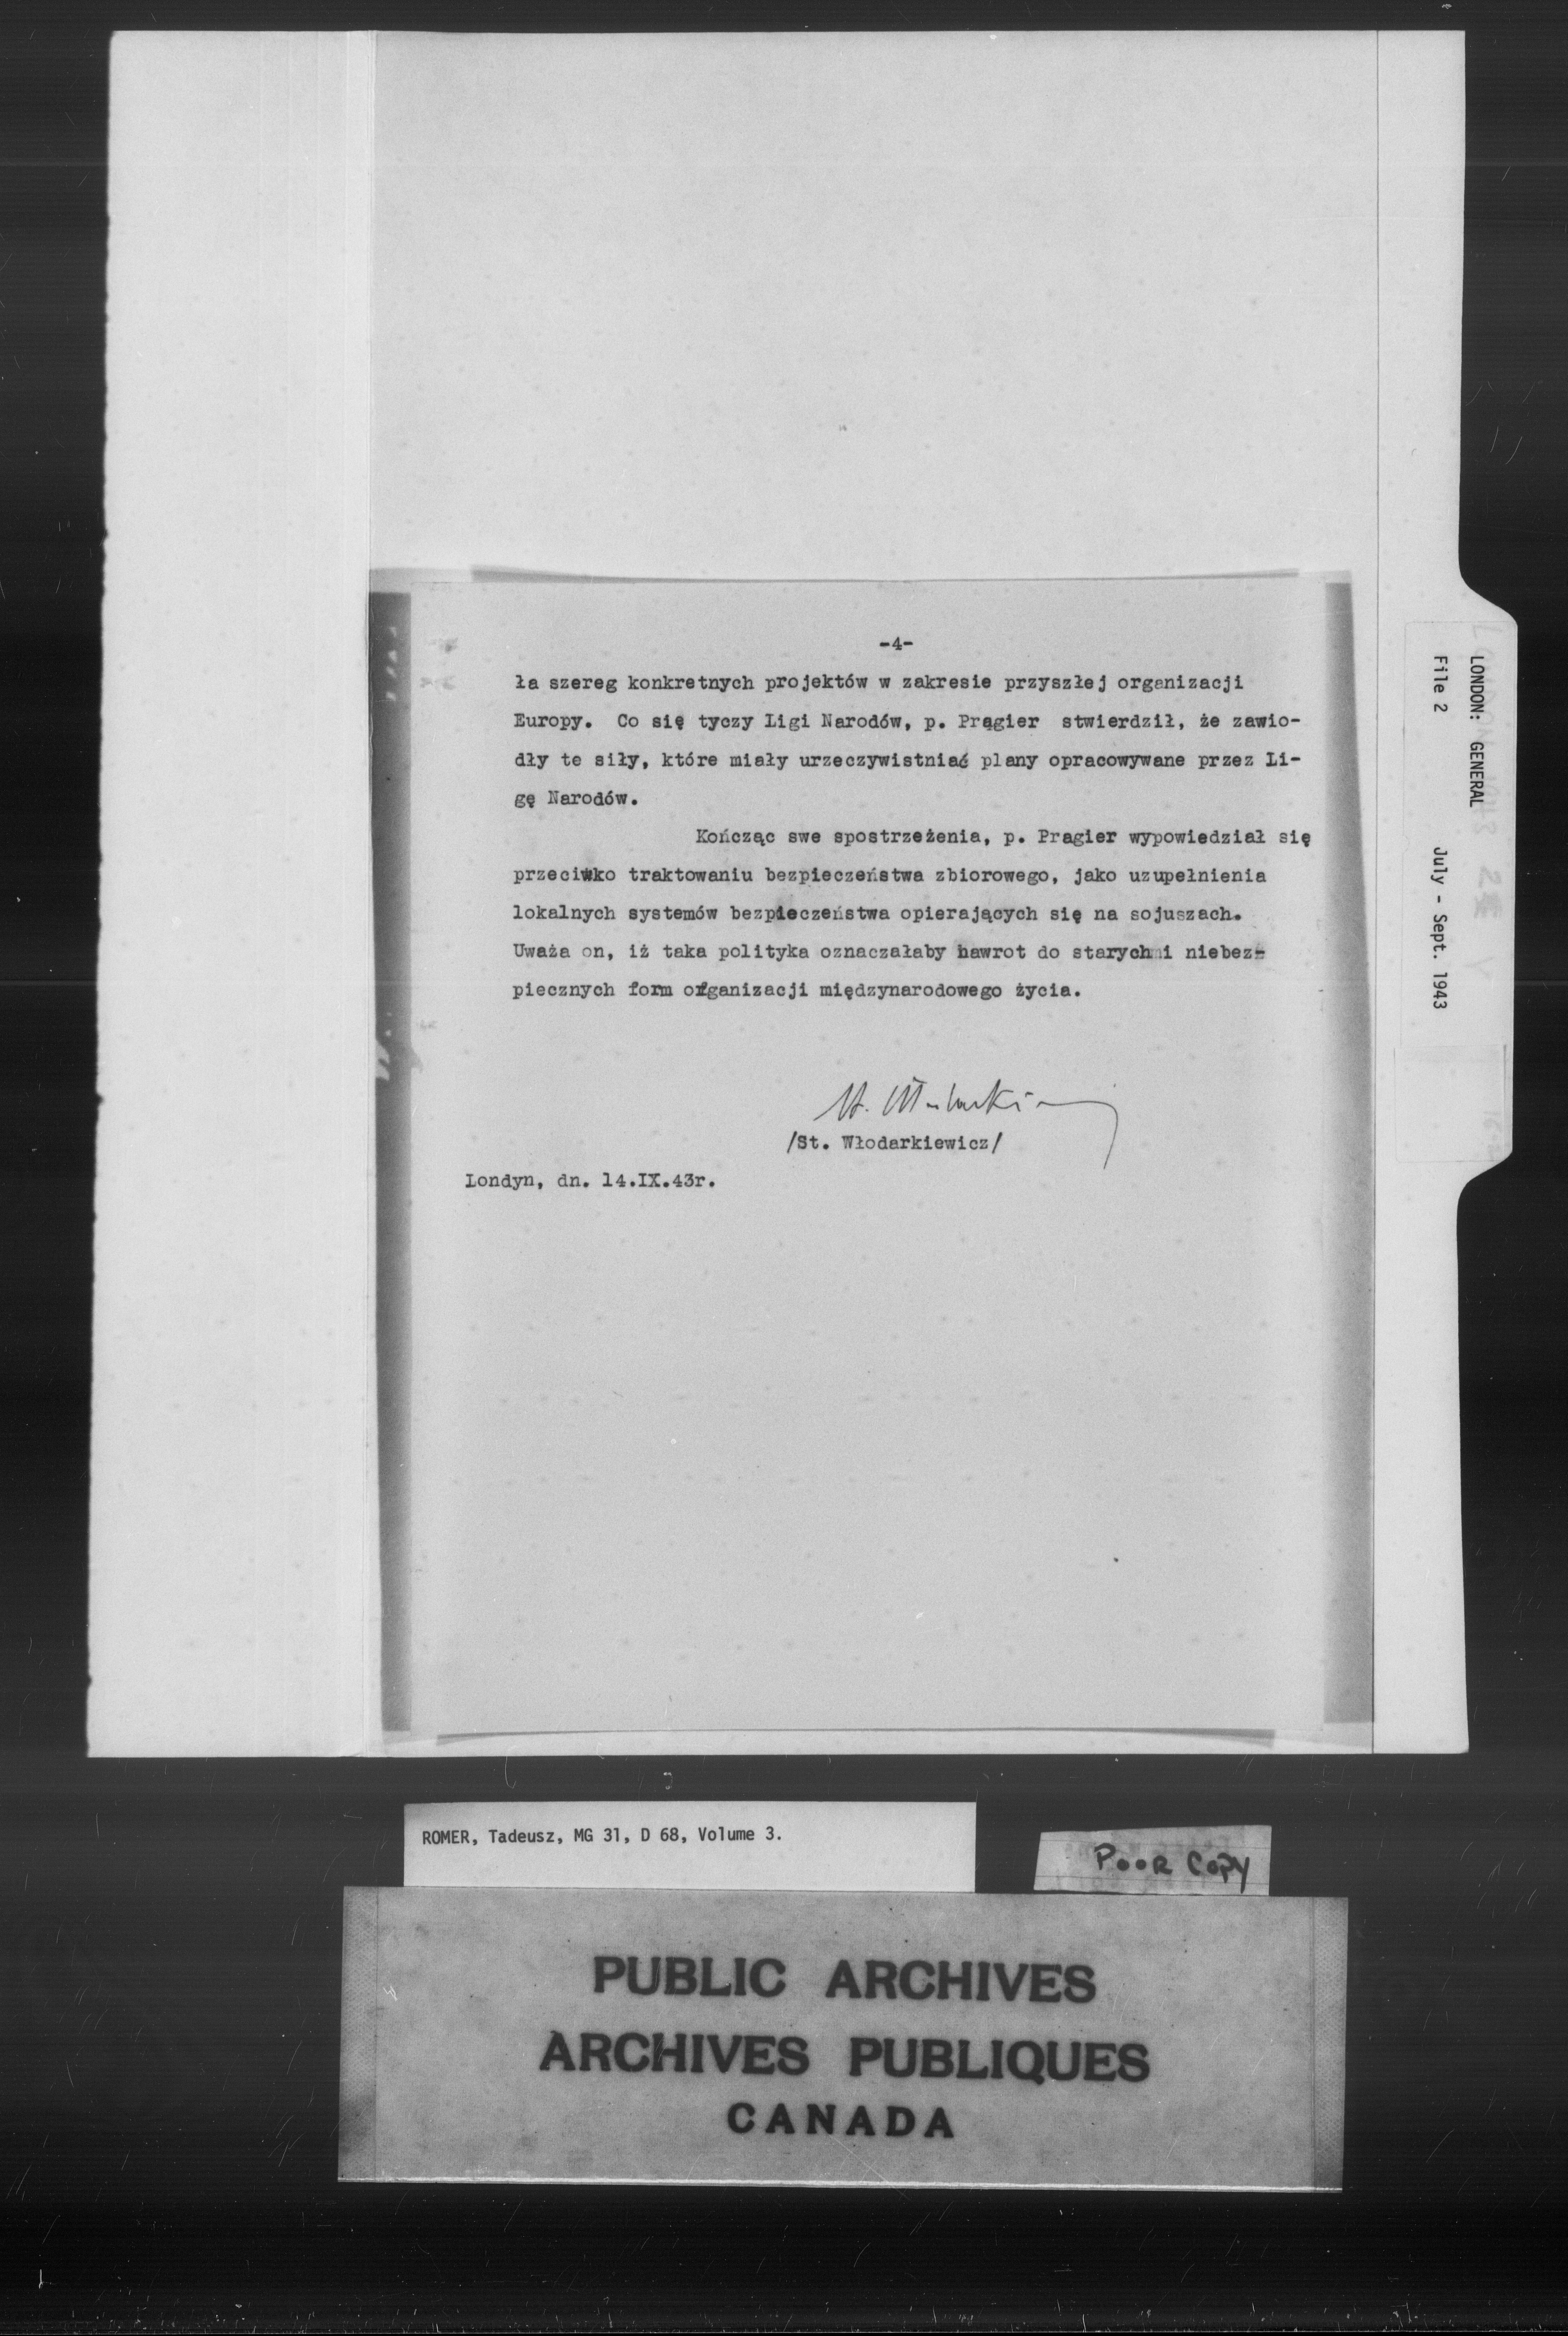 -4-
ła szereg konkretnych projektów w zakresie przyszłej organizacji
Europy. Co się tyczy Ligi Narodów, p. Prągier stwierdził, że zawio-
dły te siły, które miały urzeczywistniać plany opracowywane przez Li-
gę Narodów.
Kończąc swe spostrzeżenia, p. Pragier wypowiedział się
przeciwko traktowaniu bezpieczeństwa zbiorowego, jako uzupełnienia
lokalnych systemów bezpieczeństwa opierających się na sojuszach.
Uważa on, iż taka polityka oznaczałaby nawrot do starych i niebez-
piecznych form organizacji międzynarodowego życia.
/St. Włodarkiewicz/
Londyn, dn. 14.IX.43r.
LONDON: GENERAL
File 2 July - Sept. 1943
ROMER, Tadeusz, MG 31, D 68, Volume 3.
POOR COPY
PUBLIC ARCHIVES
ARCHIVES PUBLIQUES
CANADA